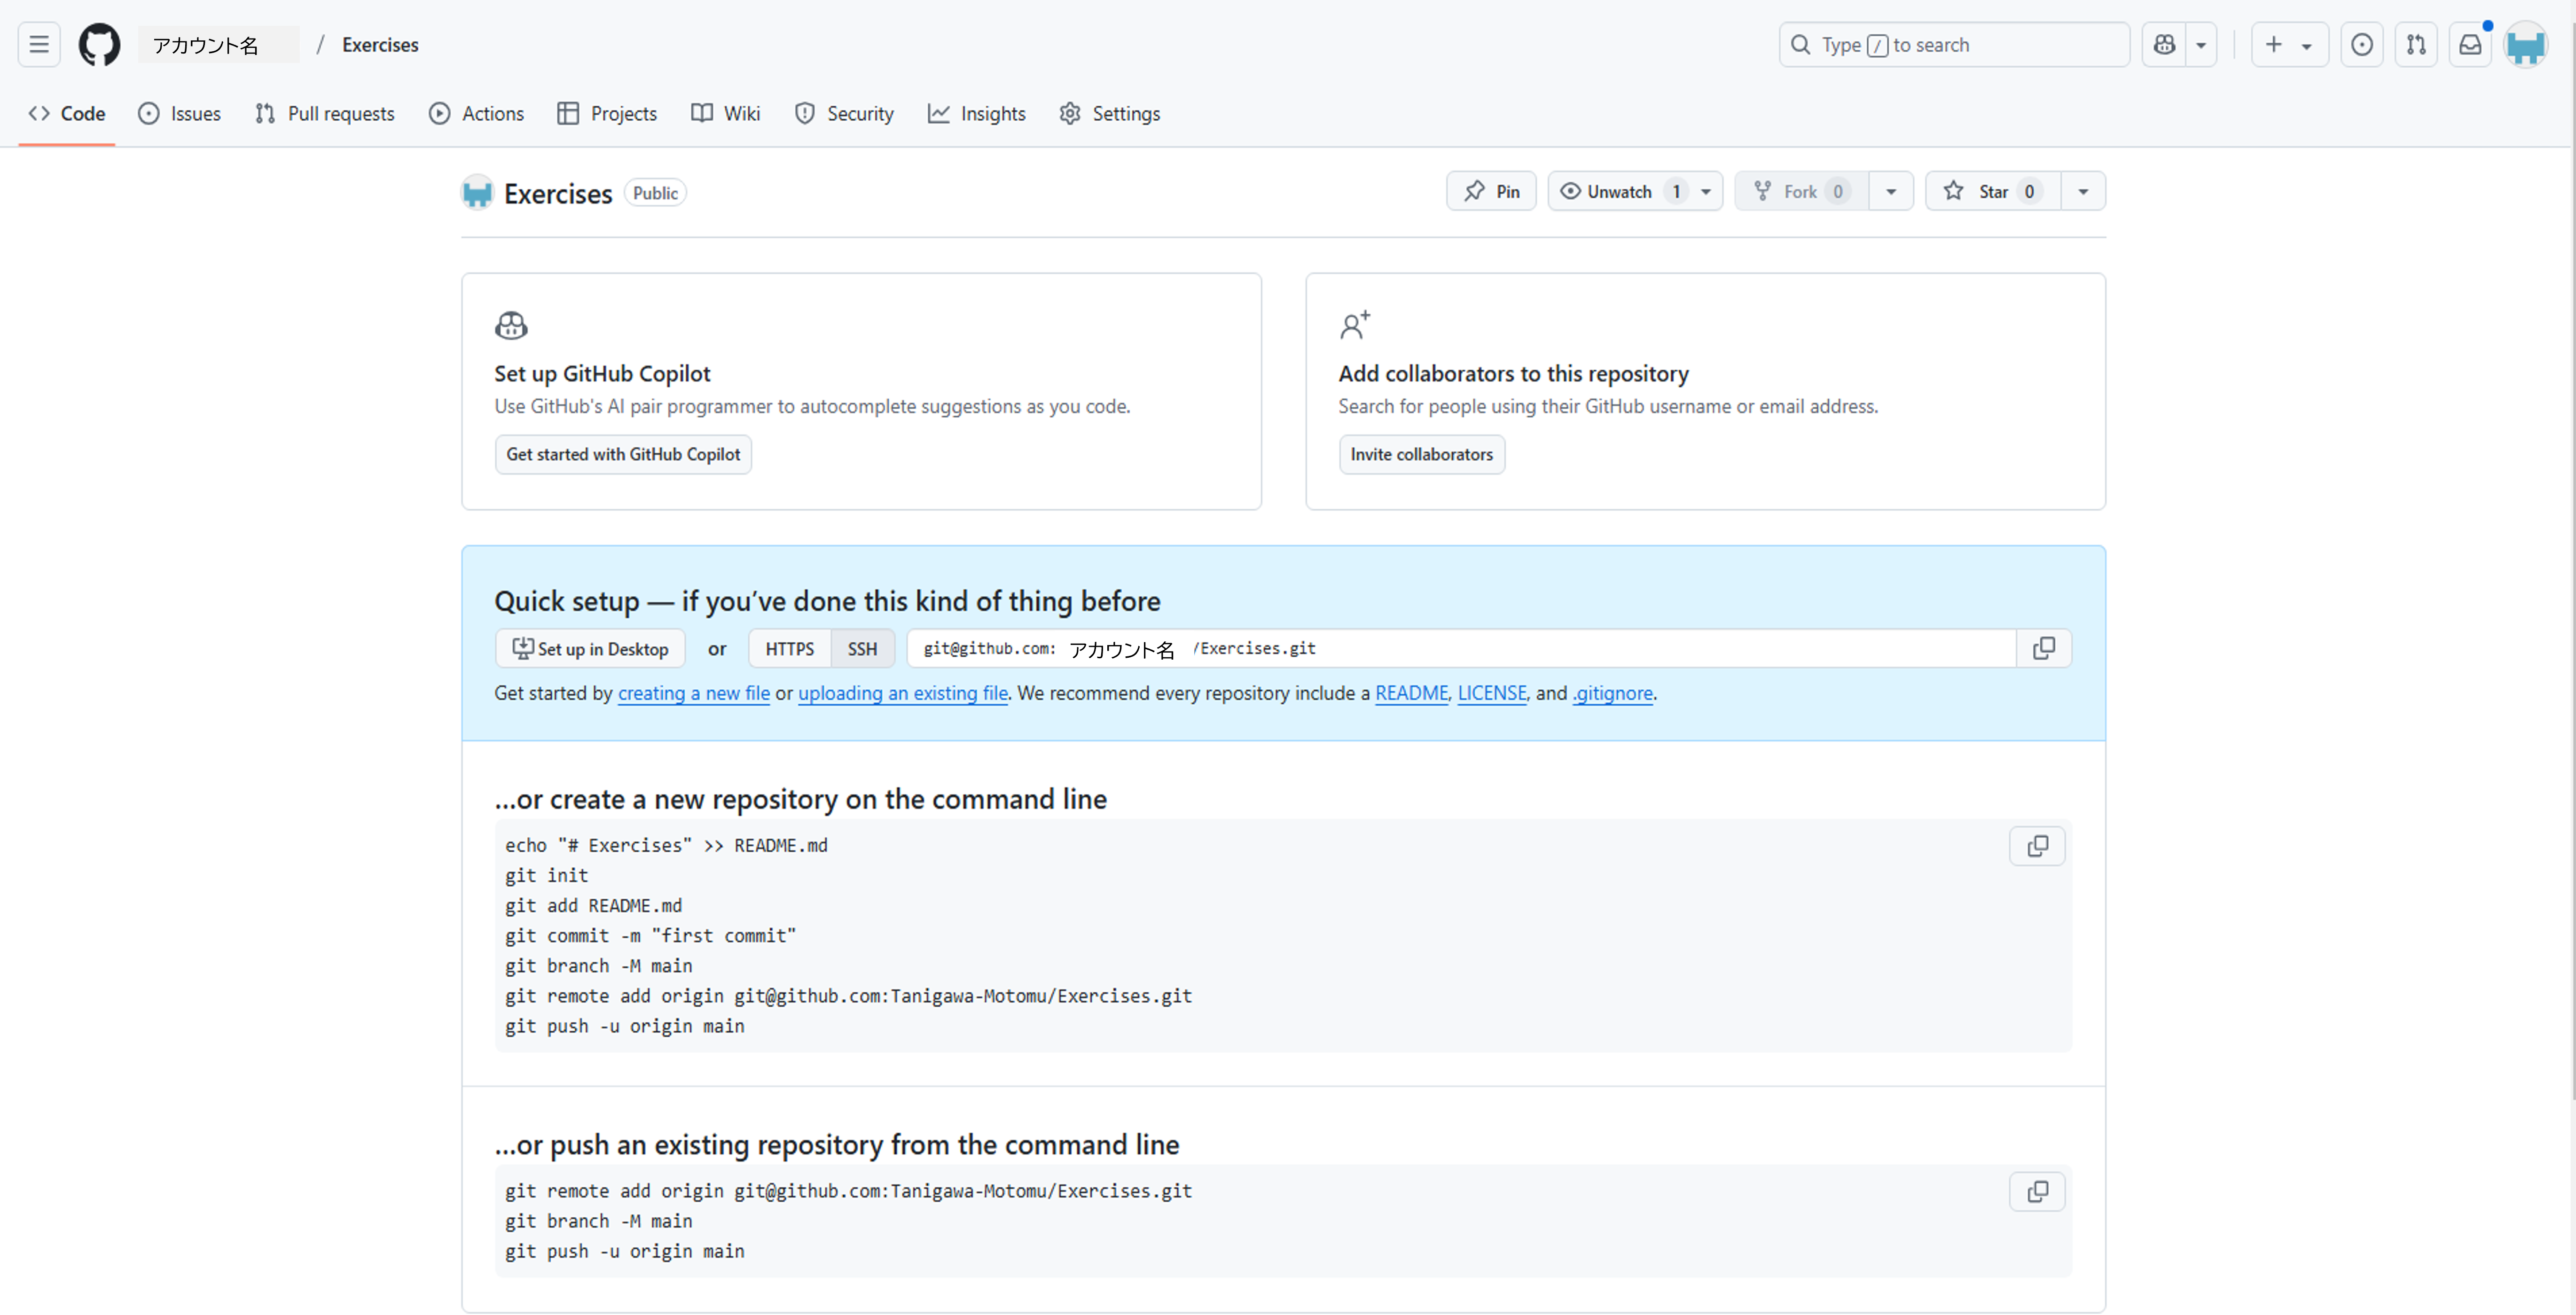 アカウント名 / Exercises
Type / to search
Code Issues Pull requests Actions Projects Wiki Security Insights Settings
Exercises Public
Pin Unwatch 1 Fork 0 Star 0
Set up GitHub Copilot
Use GitHub's AI pair programmer to autocomplete suggestions as you code.
Get started with GitHub Copilot
Add collaborators to this repository
Search for people using their GitHub username or email address.
Invite collaborators
Quick setup — if you’ve done this kind of thing before
Set up in Desktop or HTTPS SSH git@github.com: アカウント名 /Exercises.git
Get started by creating a new file or uploading an existing file. We recommend every repository include a README, LICENSE, and .gitignore.
…or create a new repository on the command line
echo "# Exercises" >> README.md
git init
git add README.md
git commit -m "first commit"
git branch -M main
git remote add origin git@github.com:Tanigawa-Motomu/Exercises.git
git push -u origin main
…or push an existing repository from the command line
git remote add origin git@github.com:Tanigawa-Motomu/Exercises.git
git branch -M main
git push -u origin main